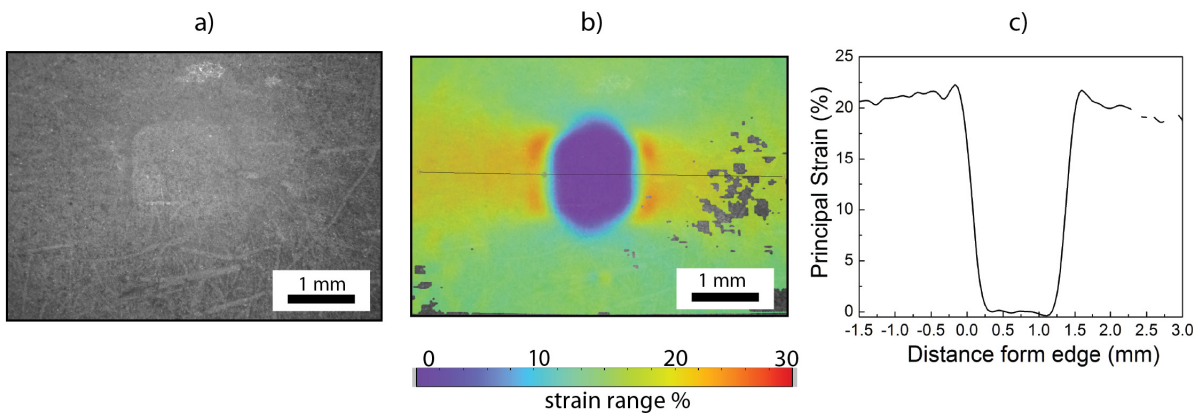 a)
b)
c)
1 mm
1 mm
0 10 20 30
strain range %
25
20
15
10
5
0
-1.5 -1.0 -0.5 0.0 0.5 1.0 1.5 2.0 2.5 3.0
Principal Strain (%)
Distance form edge (mm)